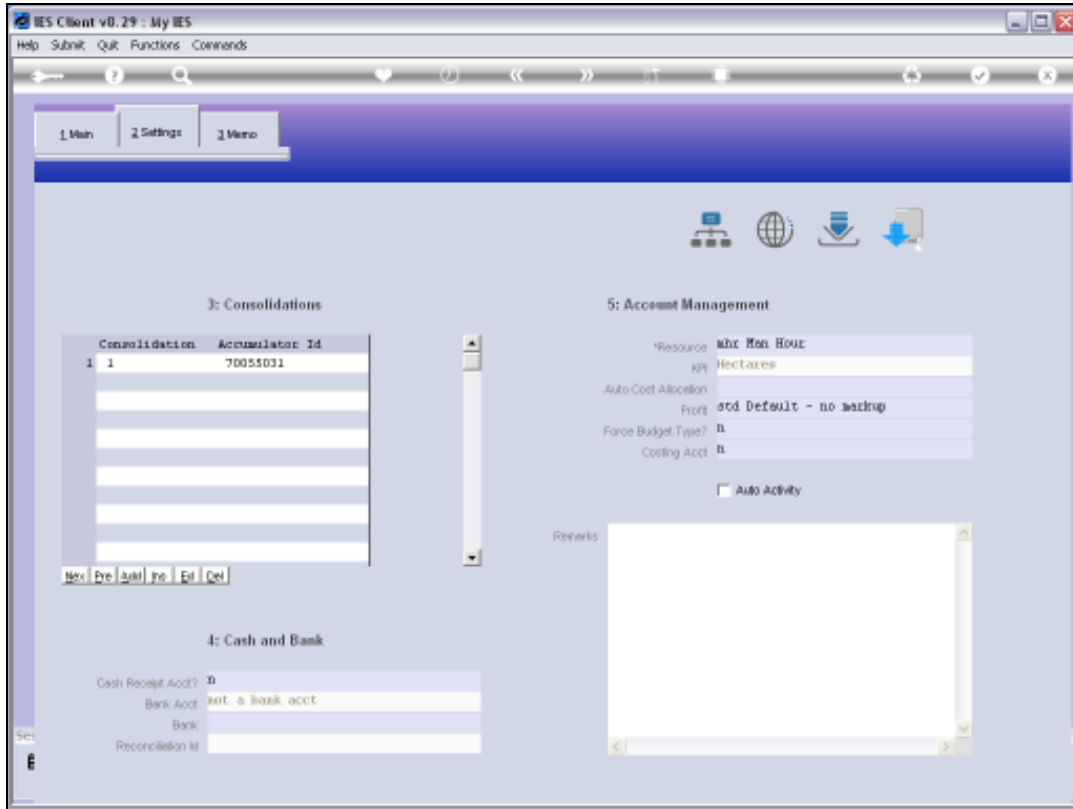 IES Client v8.29 : My IES
Help Submit Quit Functions Commands
1 Main 2 Settings 3 Memo
3: Consolidations
Consolidation Accumulator Id
1 1 70055031
Nex Pre Add Ins Ed Del
4: Cash and Bank
Cash Receipt Acct? n
Bank Acct not a bank acct
Bank
Reconciliation Id
5: Account Management
*Resource mhr Man Hour
KPI Hectares
Auto Cost Allocation
Profit std Default - no markup
Force Budget Type? n
Costing Acct n
Auto Activity
Remarks